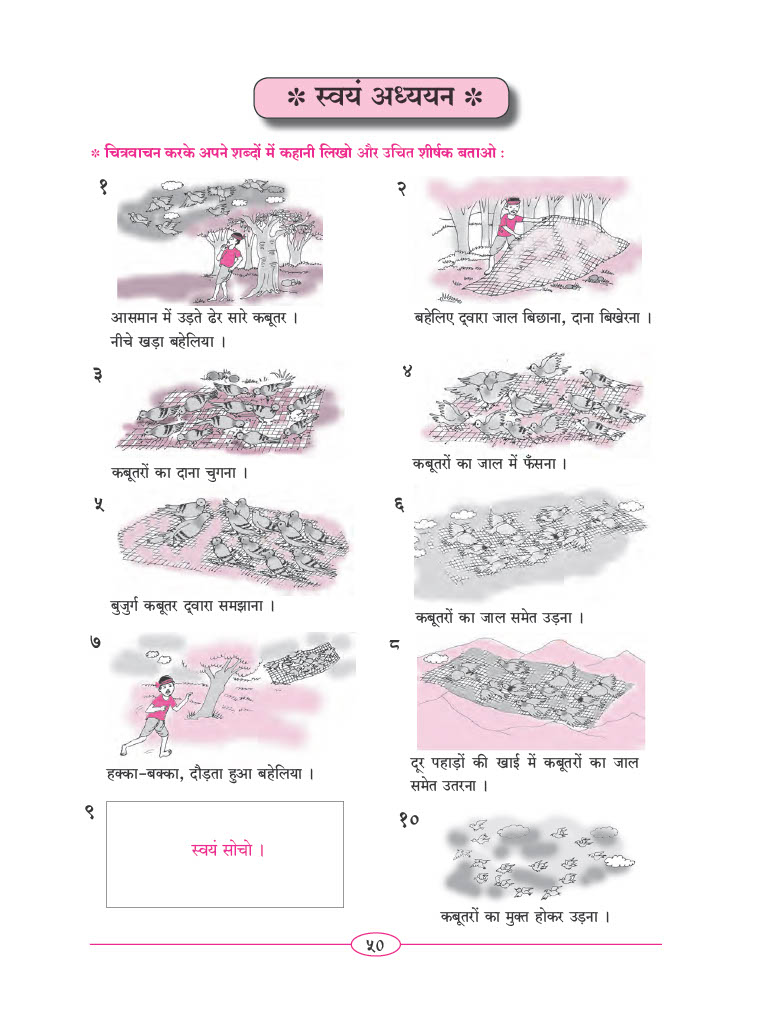 ✽ स्वयं अध्ययन ✽
✽ चित्रवाचन करके अपने शब्दों में कहानी लिखो और उचित शीर्षक बताओ :
१
आसमान में उड़ते ढेर सारे कबूतर ।
नीचे खड़ा बहेलिया ।
२
बहेलिए द्वारा जाल बिछाना, दाना बिखेरना ।
३
कबूतरों का दाना चुगना ।
४
कबूतरों का जाल में फँसना ।
५
बुजुर्ग कबूतर द्वारा समझाना ।
६
कबूतरों का जाल समेत उड़ना ।
७
हक्का-बक्का, दौड़ता हुआ बहेलिया ।
८
दूर पहाड़ों की खाई में कबूतरों का जाल
समेत उतरना ।
९
स्वयं सोचो ।
१०
कबूतरों का मुक्त होकर उड़ना ।
५०